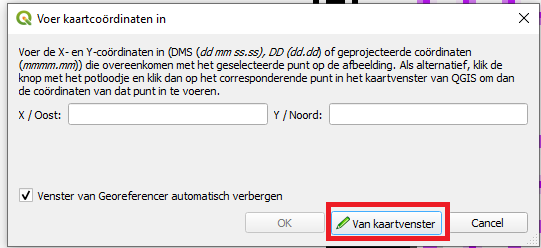 Voer kaartcoördinaten in
Voer de X- en Y-coördinaten in (DMS (dd mm ss.ss), DD (dd.dd) of geprojecteerde coördinaten
(mmmm.mm)) die overeenkomen met het geselecteerde punt op de afbeelding. Als alternatief, klik de
knop met het potloodje en klik dan op het corresponderende punt in het kaartvenster van QGIS om dan
de coördinaten van dat punt in te voeren.
X / Oost: Y / Noord:
Venster van Georeferencer automatisch verbergen
OK Van kaartvenster Cancel